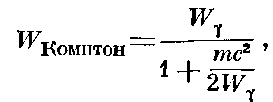 W_Комптон = W_γ / (1 + mc² / 2W_γ),